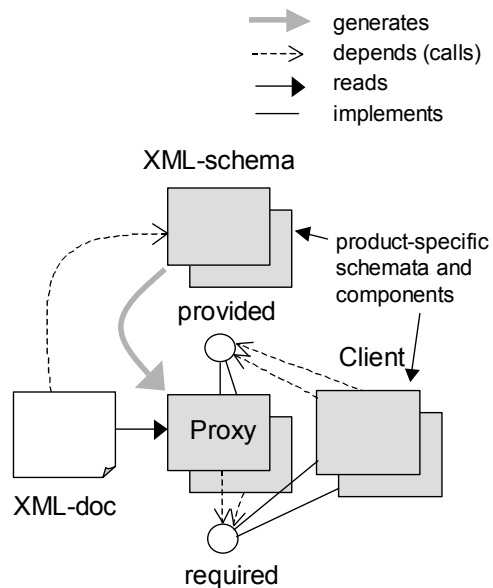 generates
depends (calls)
reads
implements
XML-schema
product-specific
schemata and
components
provided
Client
Proxy
XML-doc
required